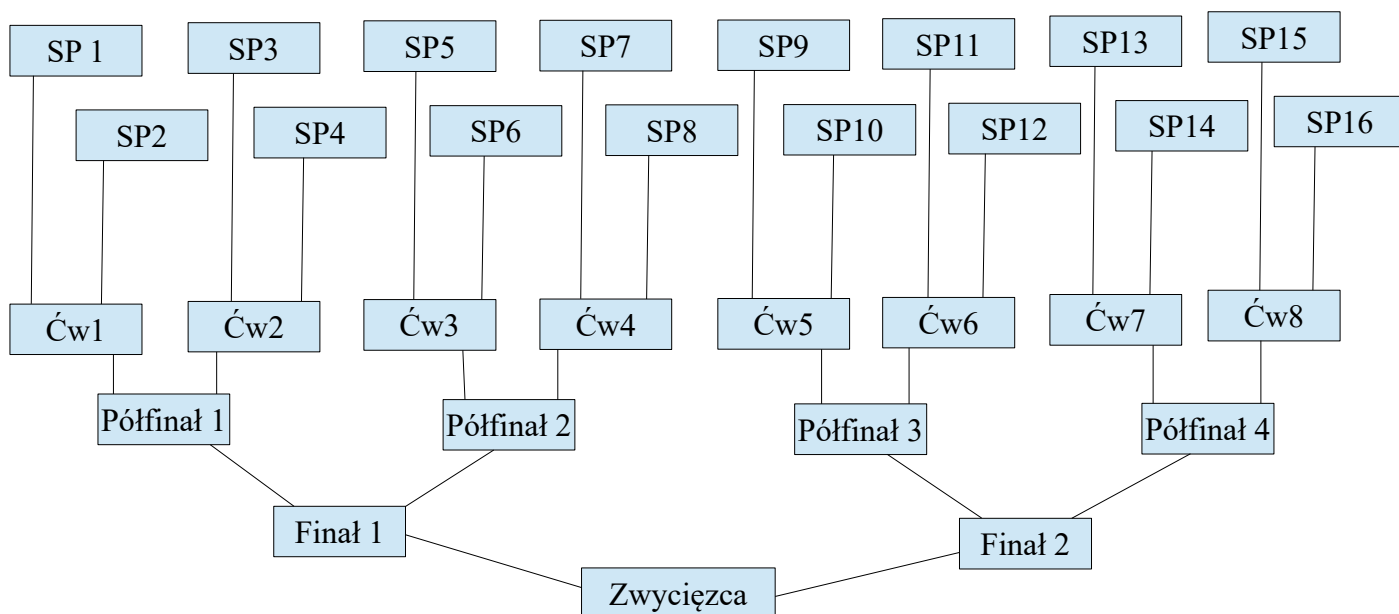 SP 1
SP3
SP5
SP7
SP9
SP11
SP13
SP15
SP2
SP4
SP6
SP8
SP10
SP12
SP14
SP16
Ćw1
Ćw2
Ćw3
Ćw4
Ćw5
Ćw6
Ćw7
Ćw8
Półfinał 1
Półfinał 2
Półfinał 3
Półfinał 4
Finał 1
Finał 2
Zwycięzca